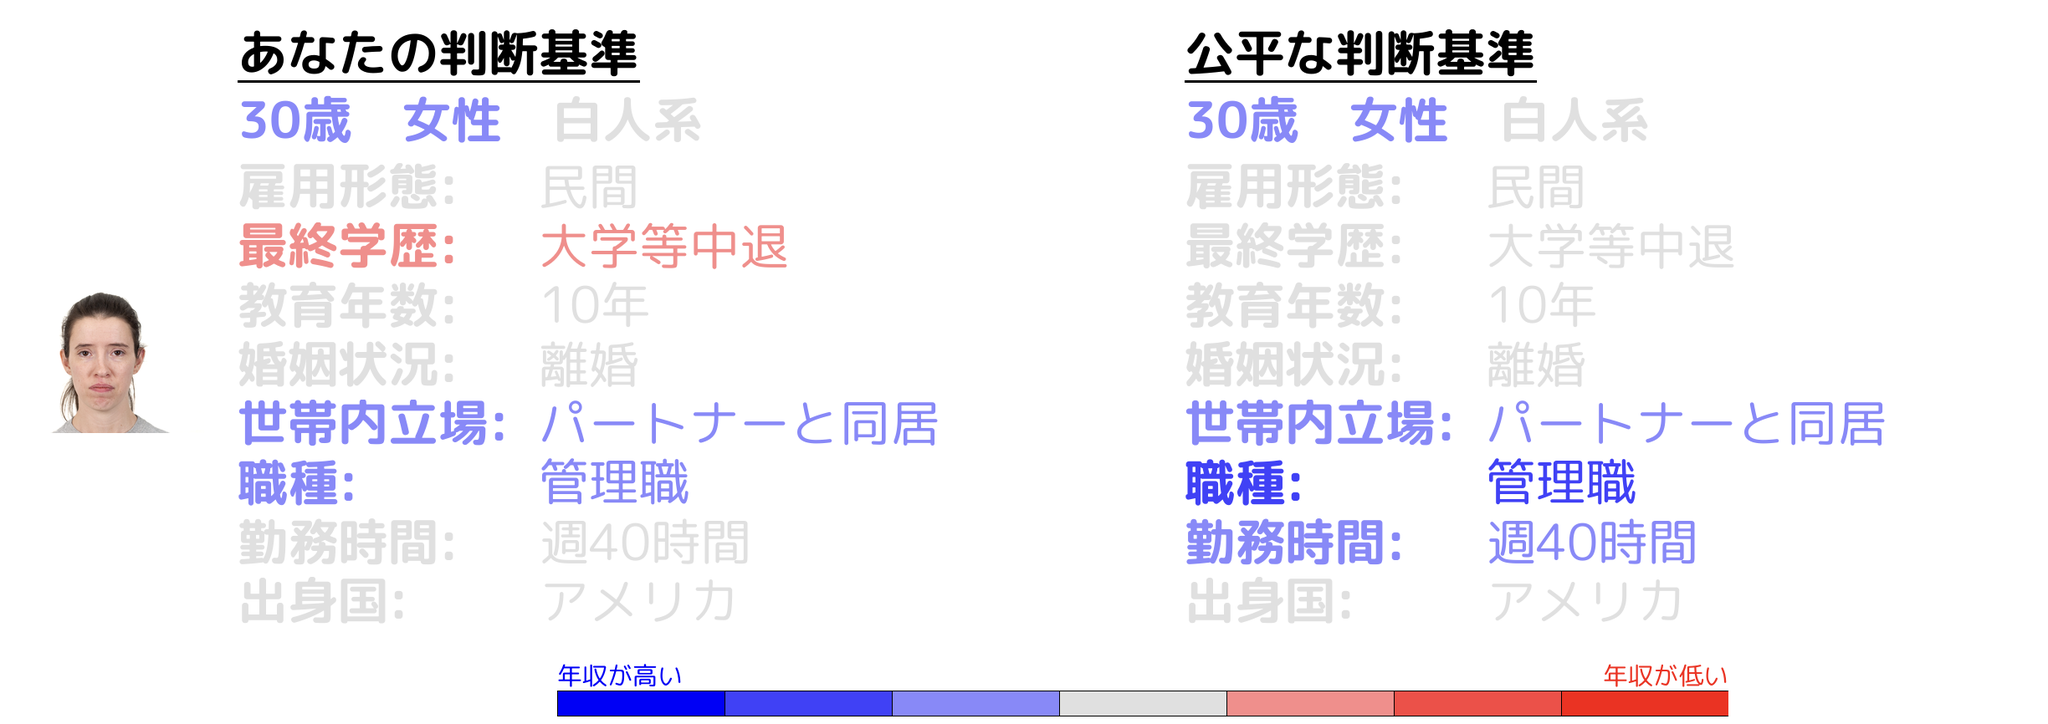 あなたの判断基準
30歳 女性 白人系
雇用形態: 民間
最終学歴: 大学等中退
教育年数: 10年
婚姻状況: 離婚
世帯内立場: パートナーと同居
職種: 管理職
勤務時間: 週40時間
出身国: アメリカ
公平な判断基準
30歳 女性 白人系
雇用形態: 民間
最終学歴: 大学等中退
教育年数: 10年
婚姻状況: 離婚
世帯内立場: パートナーと同居
職種: 管理職
勤務時間: 週40時間
出身国: アメリカ
年収が高い
年収が低い